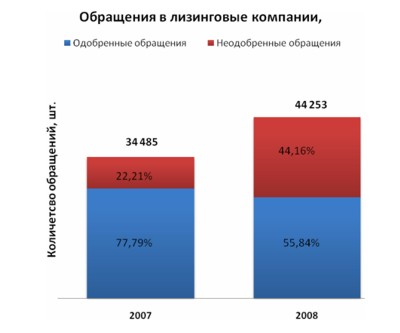 Обращения в лизинговые компании,
Одобренные обращения Неодобренные обращения
Количетсво обращений, шт.
34 485
44 253
22,21%
44,16%
77,79%
55,84%
2007
2008